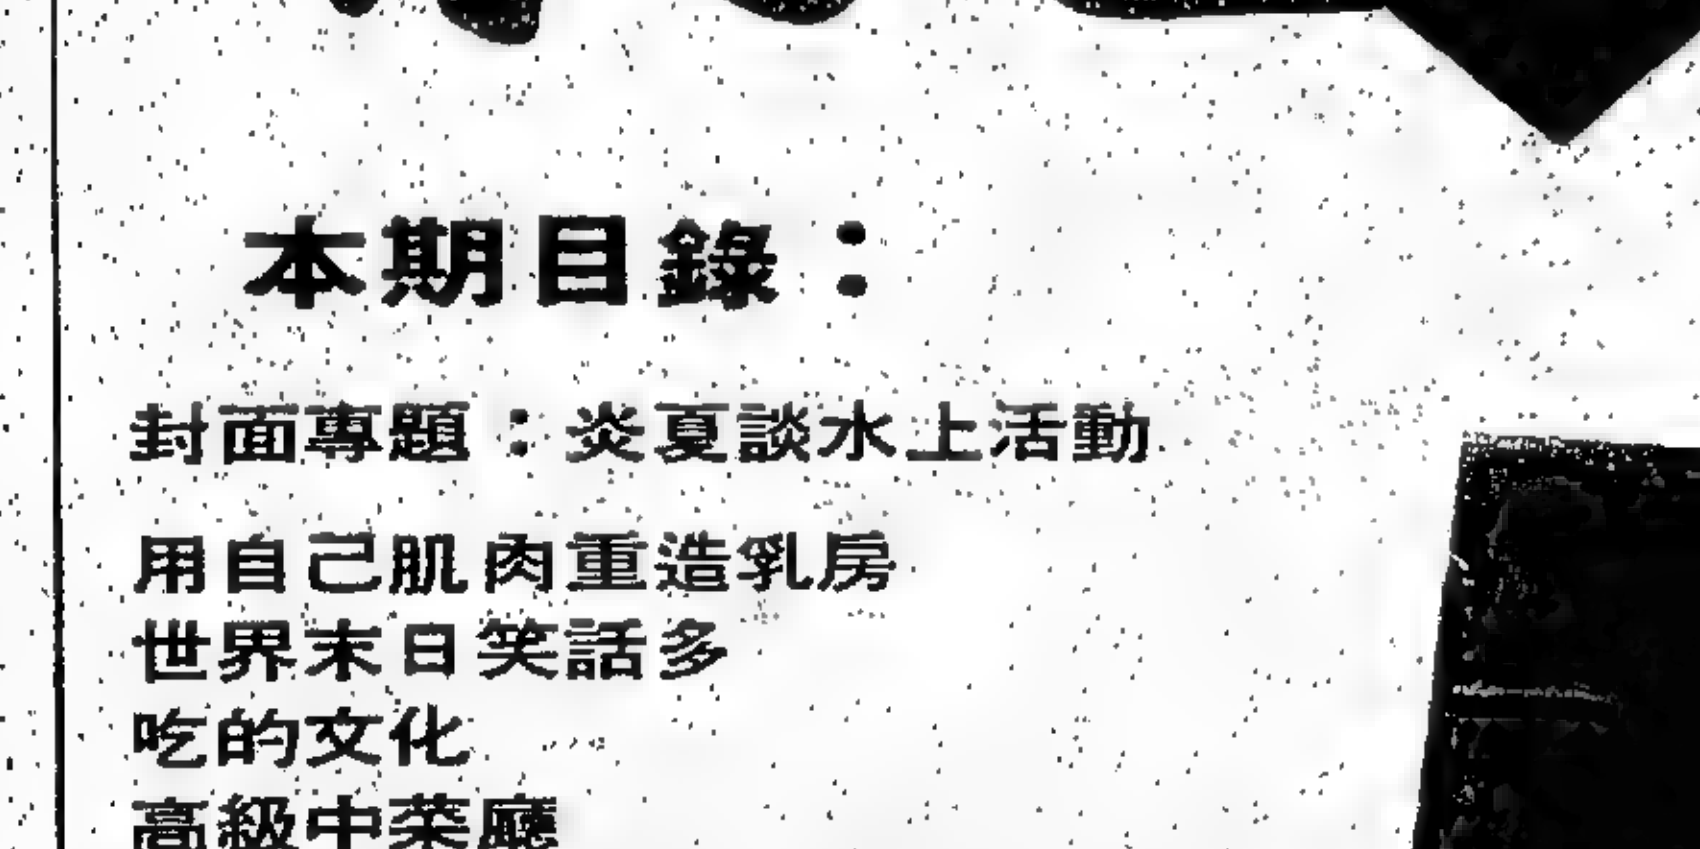 本期目錄：
封面專題：炎夏談水上活動
用自己肌肉重造乳房
世界末日笑話多
吃的文化
高級中菜廳